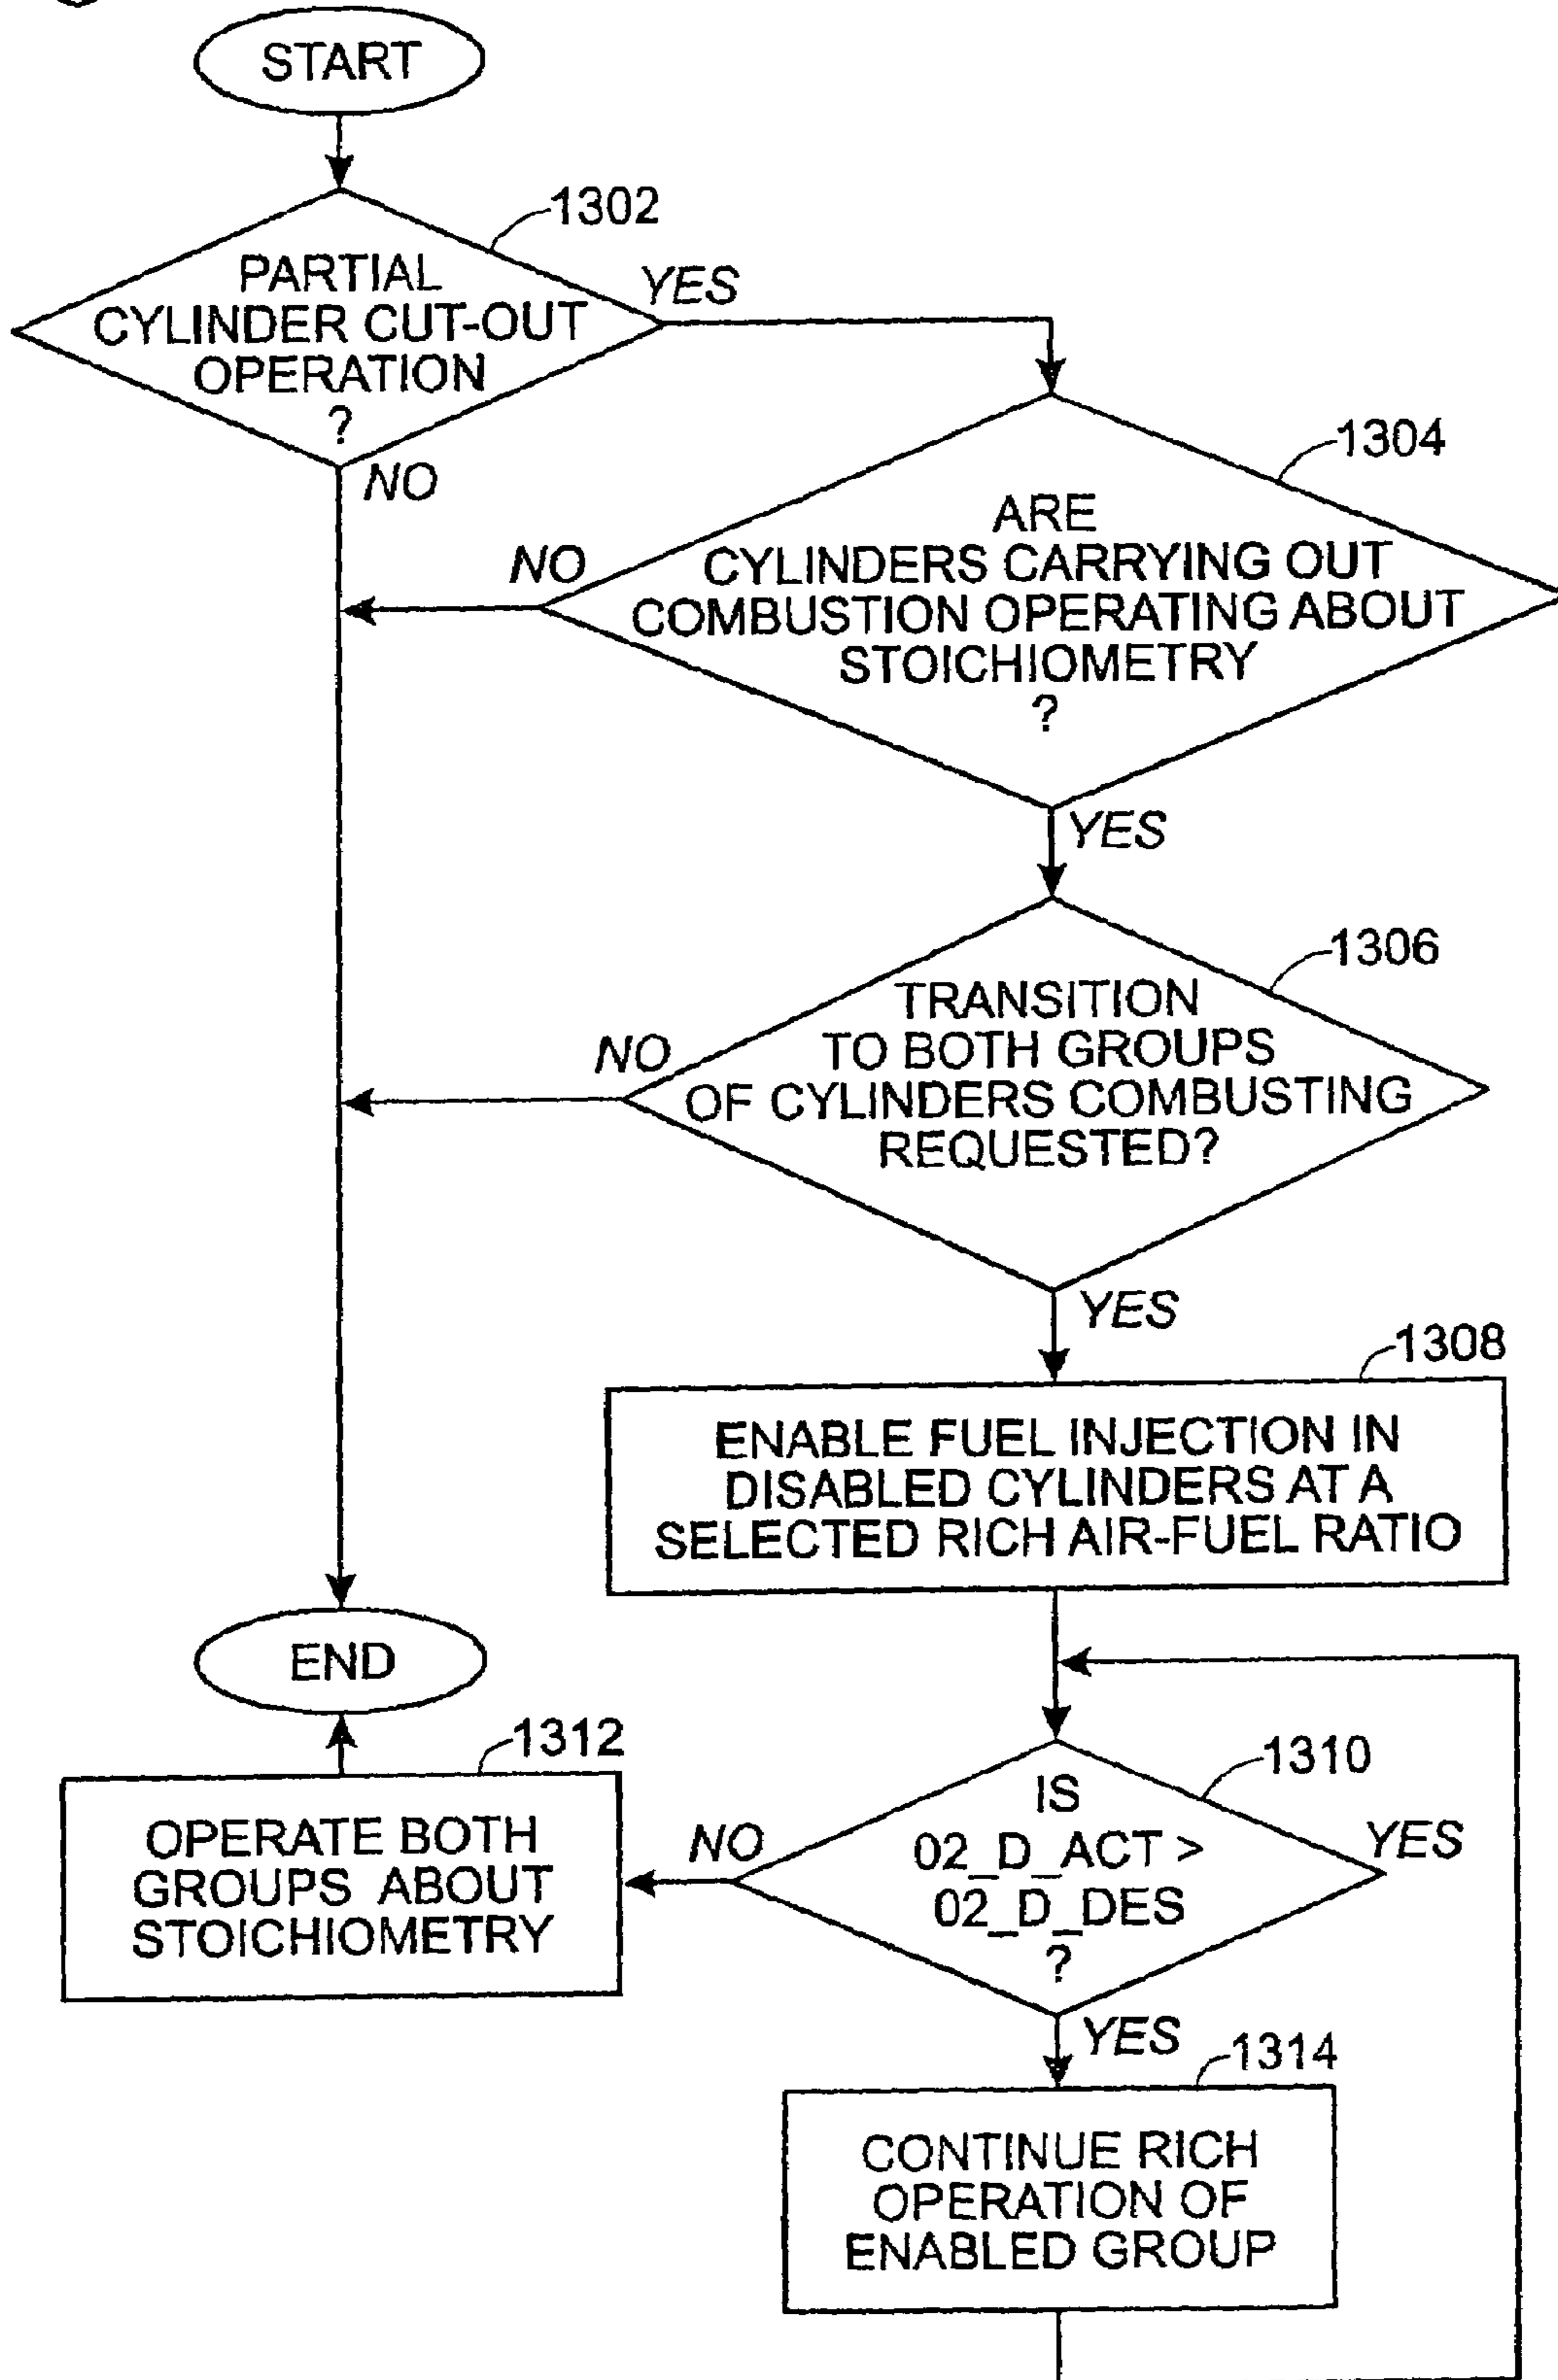 START
1302
PARTIAL
CYLINDER CUT-OUT
OPERATION
?
YES
NO
1304
ARE
CYLINDERS CARRYING OUT
COMBUSTION OPERATING ABOUT
STOICHIOMETRY
?
NO
YES
1306
TRANSITION
TO BOTH GROUPS
OF CYLINDERS COMBUSTING
REQUESTED?
NO
YES
1308
ENABLE FUEL INJECTION IN
DISABLED CYLINDERS AT A
SELECTED RICH AIR-FUEL RATIO
END
1312
OPERATE BOTH
GROUPS ABOUT
STOICHIOMETRY
1310
IS
02_D_ACT >
02_D_DES
?
NO
YES
YES
1314
CONTINUE RICH
OPERATION OF
ENABLED GROUP